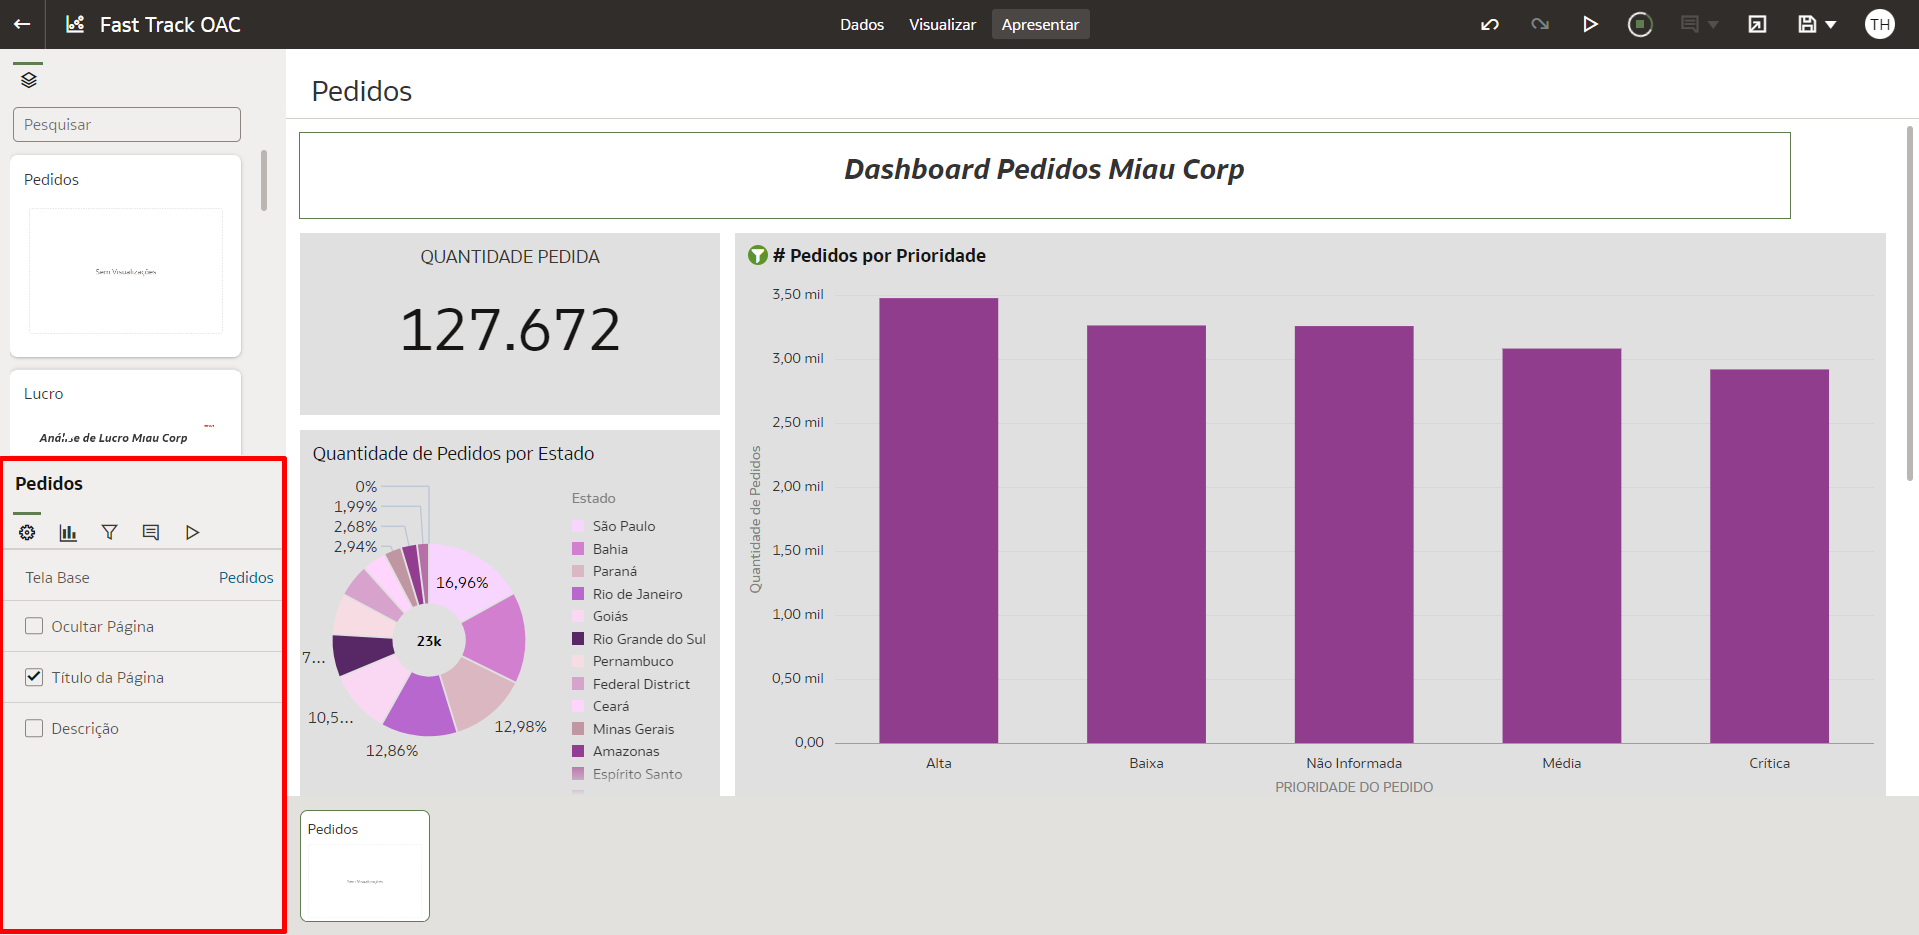 Fast Track OAC
Dados
Visualizar
Apresentar
TH
Pesquisar
Pedidos
Sem Visualizações
Lucro
Análise de Lucro Miau Corp
Pedidos
Tela Base
Pedidos
Ocultar Página
Título da Página
Descrição
Pedidos
Dashboard Pedidos Miau Corp
QUANTIDADE PEDIDA
127.672
Quantidade de Pedidos por Estado
0%
1,99%
2,68%
2,94%
16,96%
23k
7...
10,5...
12,86%
12,98%
Estado
São Paulo
Bahia
Paraná
Rio de Janeiro
Goiás
Rio Grande do Sul
Pernambuco
Federal District
Ceará
Minas Gerais
Amazonas
Espírito Santo
# Pedidos por Prioridade
Quantidade de Pedidos
3,50 mil
3,00 mil
2,50 mil
2,00 mil
1,50 mil
1,00 mil
0,50 mil
0,00
Alta
Baixa
Não Informada
Média
Crítica
PRIORIDADE DO PEDIDO
Pedidos
Sem Visualizações